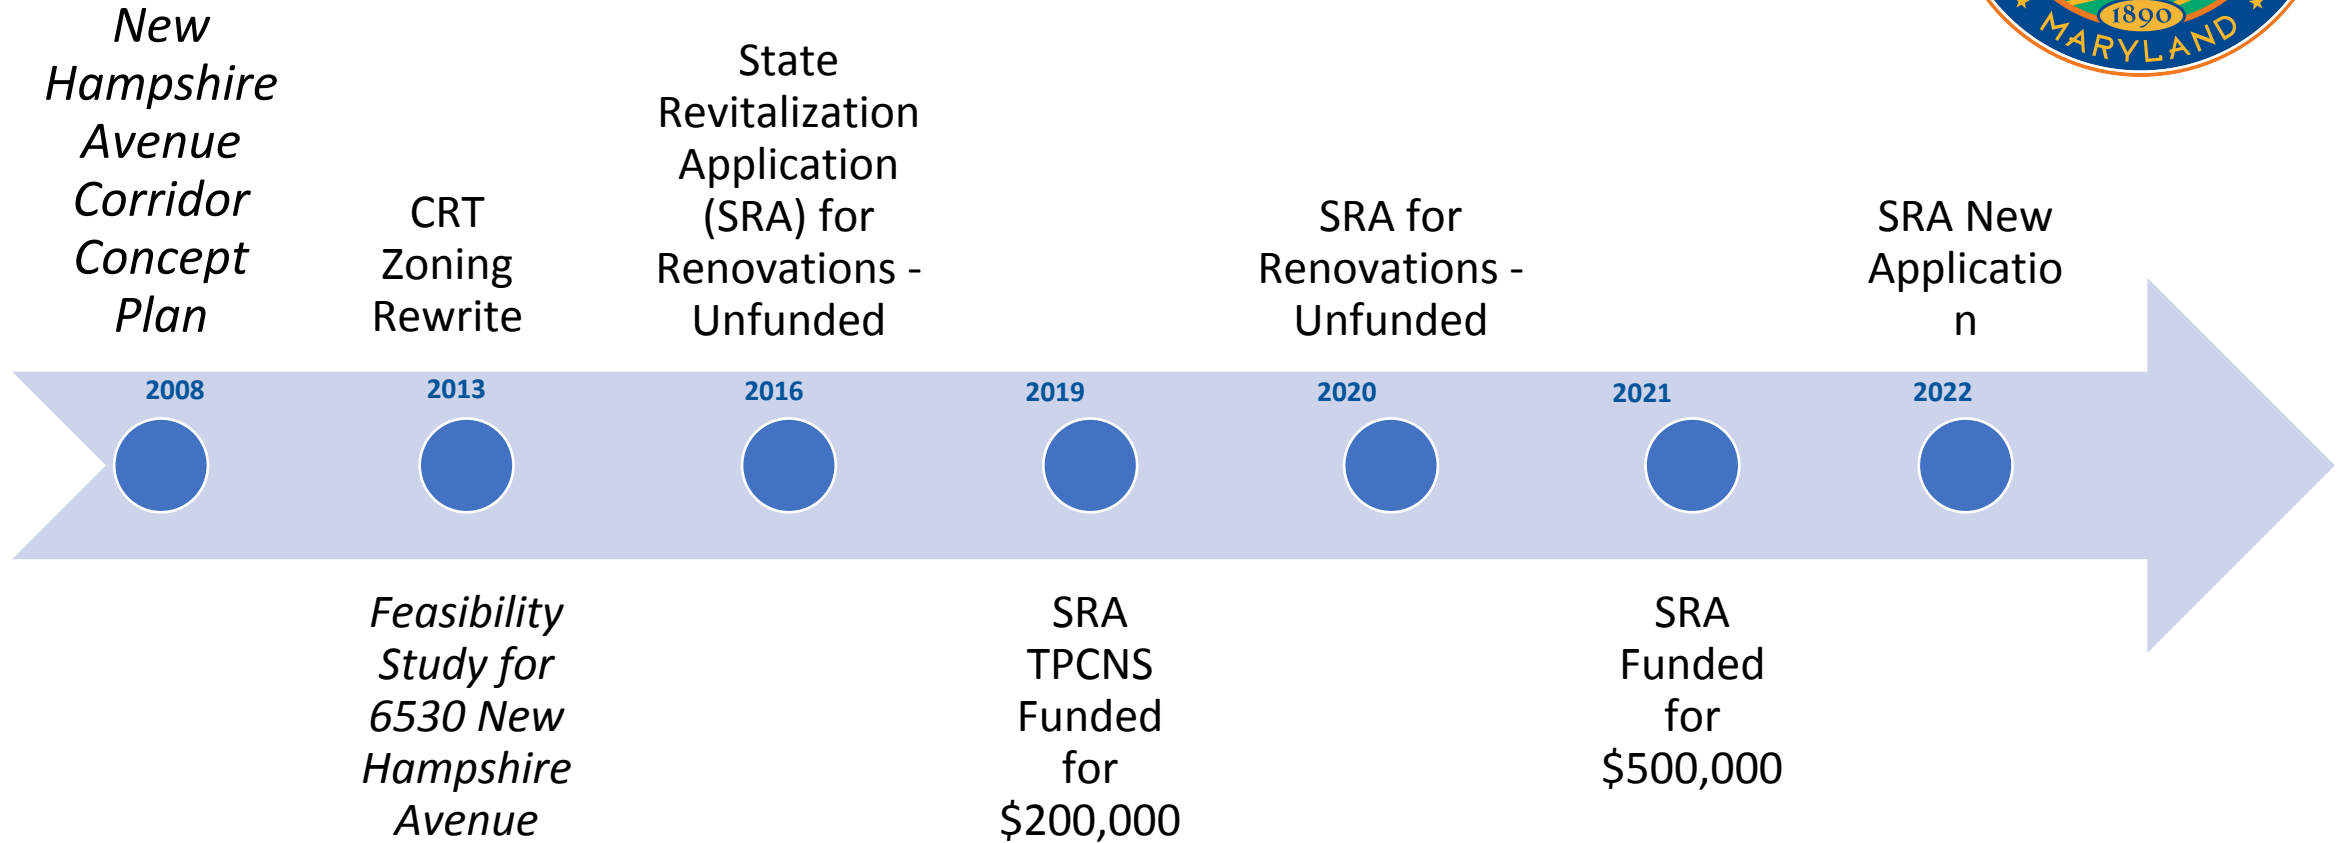 New
Hampshire
Avenue
Corridor
Concept
Plan
CRT
Zoning
Rewrite
State
Revitalization
Application
(SRA) for
Renovations -
Unfunded
SRA for
Renovations -
Unfunded
SRA New
Applicatio
n
1890
MARYLAND
2008
2013
2016
2019
2020
2021
2022
Feasibility
Study for
6530 New
Hampshire
Avenue
SRA
TPCNS
Funded
for
$200,000
SRA
Funded
for
$500,000